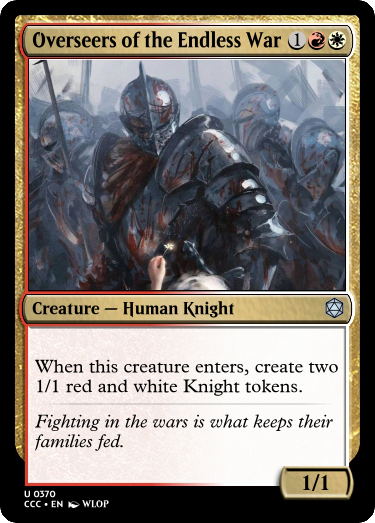 Overseers of the Endless War 1
Creature — Human Knight
When this creature enters, create two
1/1 red and white Knight tokens.
Fighting in the wars is what keeps their
families fed.
1/1
U 0370
CCC • EN WLOP